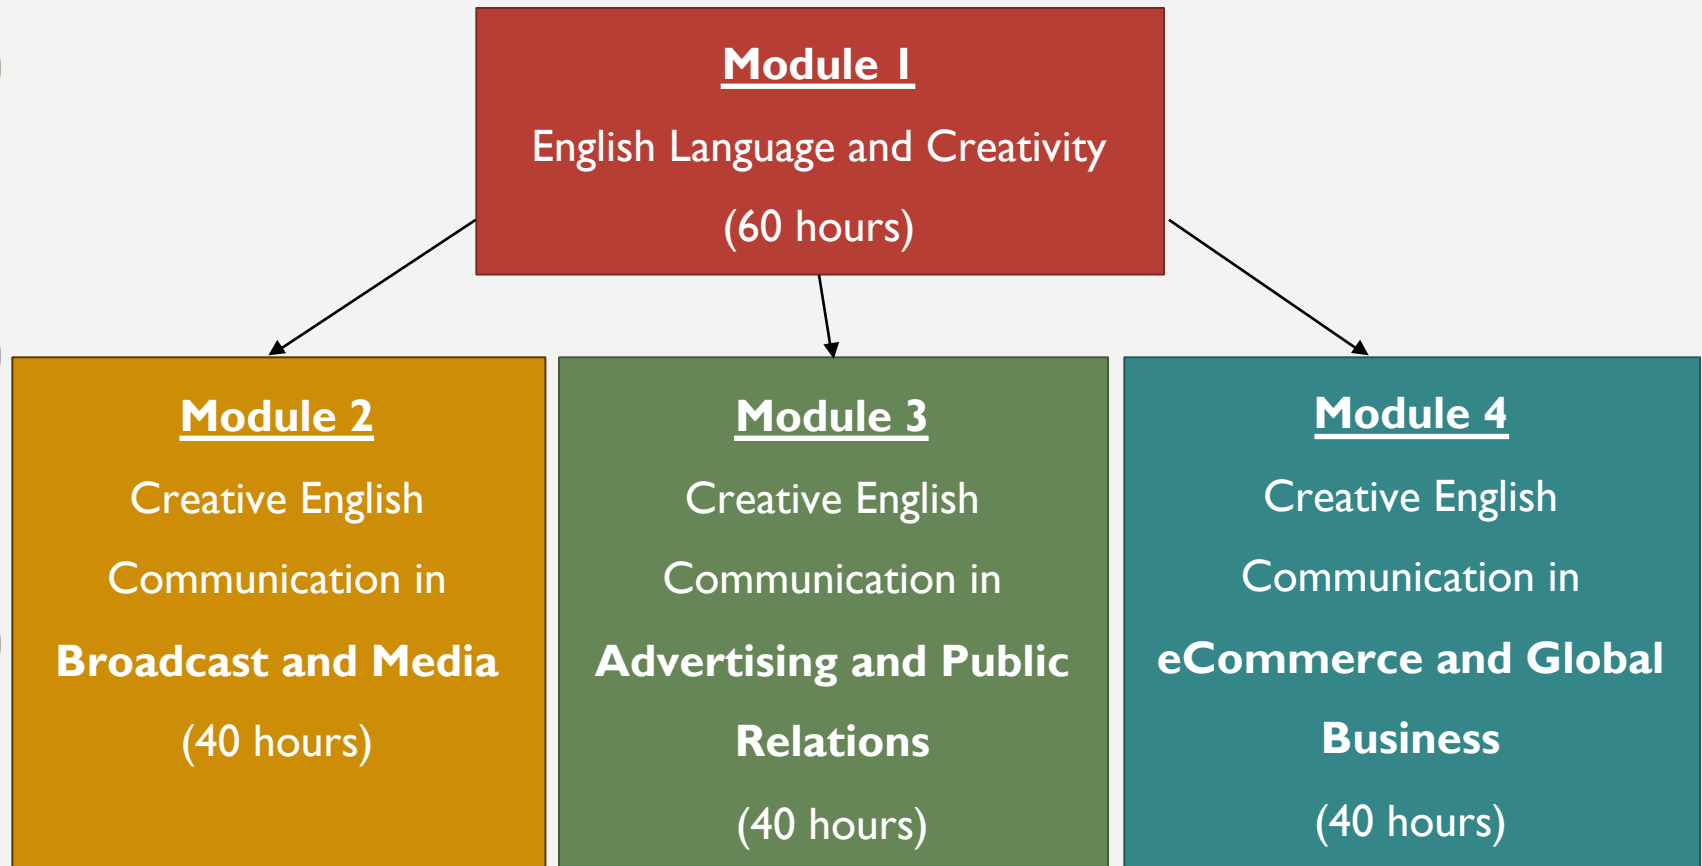 Module 1
English Language and Creativity
(60 hours)
Module 2
Creative English
Communication in
Broadcast and Media
(40 hours)
Module 3
Creative English
Communication in
Advertising and Public
Relations
(40 hours)
Module 4
Creative English
Communication in
eCommerce and Global
Business
(40 hours)